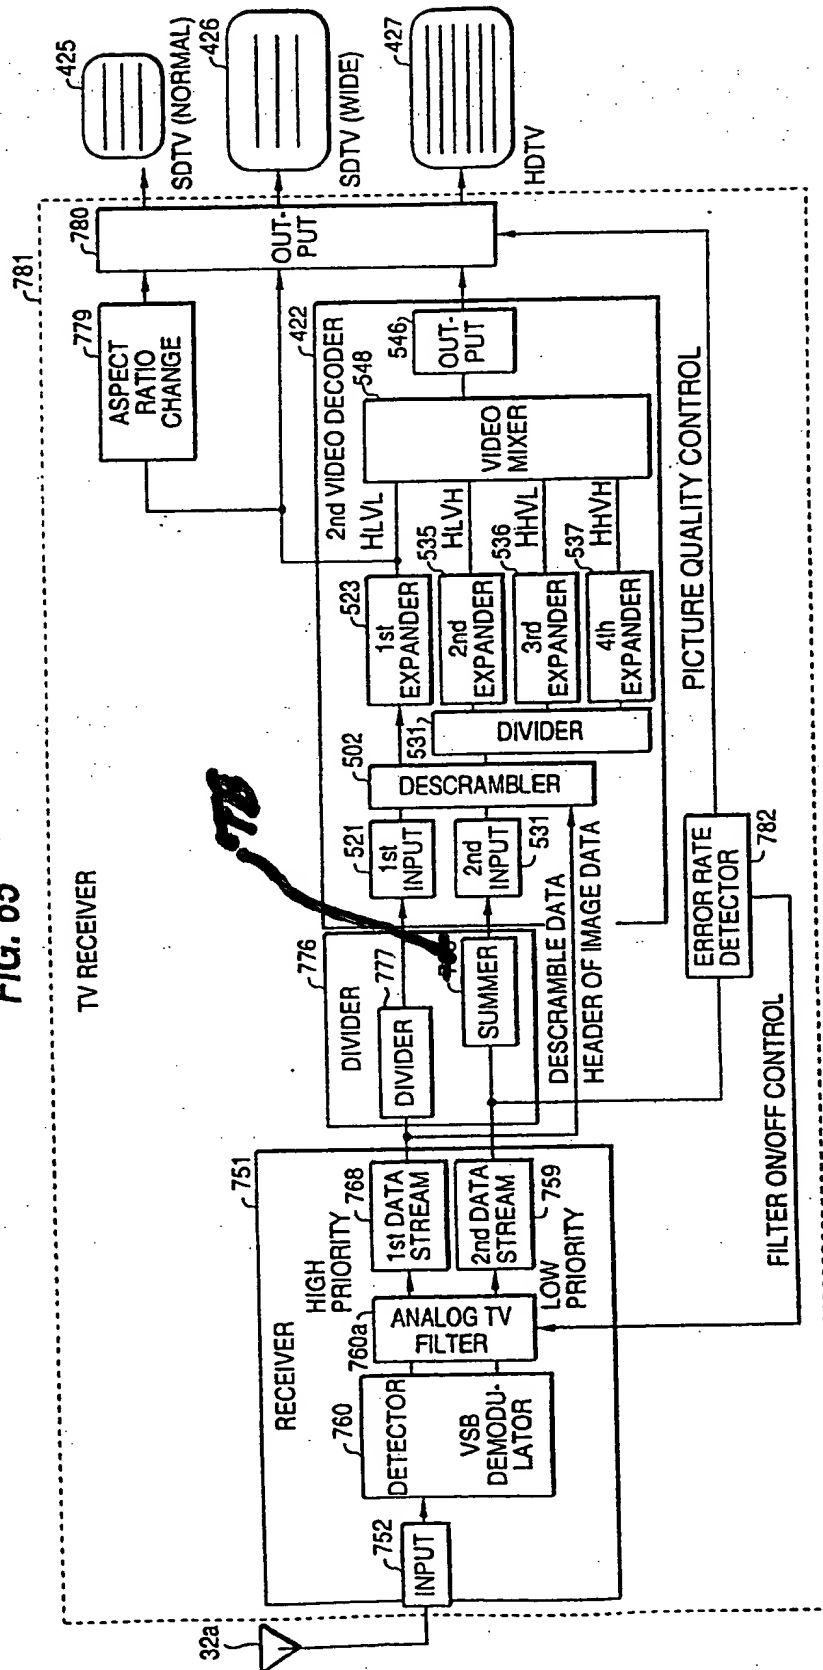 FIG. 65
TV RECEIVER
781
32a
INPUT
752
RECEIVER
751
DETECTOR
760
VSB
DEMODU-
LATOR
760a
ANALOG TV
FILTER
HIGH
PRIORITY
1st DATA
STREAM
768
2nd DATA
STREAM
759
LOW
PRIORITY
776
DIVIDER
DIVIDER
777
SUMMER
778
DESCRAMBLE DATA
HEADER OF IMAGE DATA
2nd VIDEO DECODER
422
1st
INPUT
521
2nd
INPUT
531
DESCRAMBLER
502
DIVIDER
531
1st
EXPANDER
523
2nd
EXPANDER
535
3rd
EXPANDER
536
4th
EXPANDER
537
HLVL
HLVH
HHVL
HHVH
VIDEO
MIXER
548
OUT-
PUT
546
ASPECT
RATIO
CHANGE
779
OUT-
PUT
780
425
SDTV (NORMAL)
426
SDTV (WIDE)
427
HDTV
ERROR RATE
DETECTOR
782
PICTURE QUALITY CONTROL
FILTER ON/OFF CONTROL